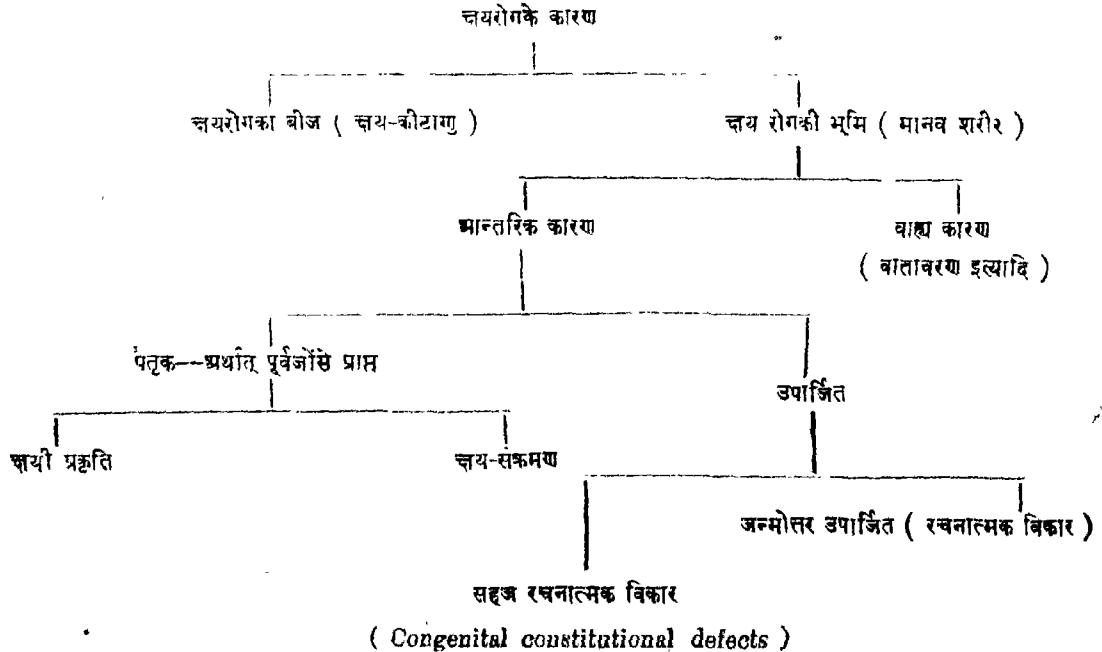 क्षयरोगके कारण
क्षयरोगका बीज ( क्षय-कीटाणु )
क्षय रोगकी भूमि ( मानव शरीर )
आन्तरिक कारण
वाह्य कारण
( वातावरण इत्यादि )
पैतृक--अर्थात् पूर्वजोंसे प्राप्त
उपार्जित
क्षयी प्रकृति
क्षय-संक्रमण
जन्मोत्तर उपार्जित ( रचनात्मक विकार )
सहज रचनात्मक विकार
( Congenital constitutional defects )